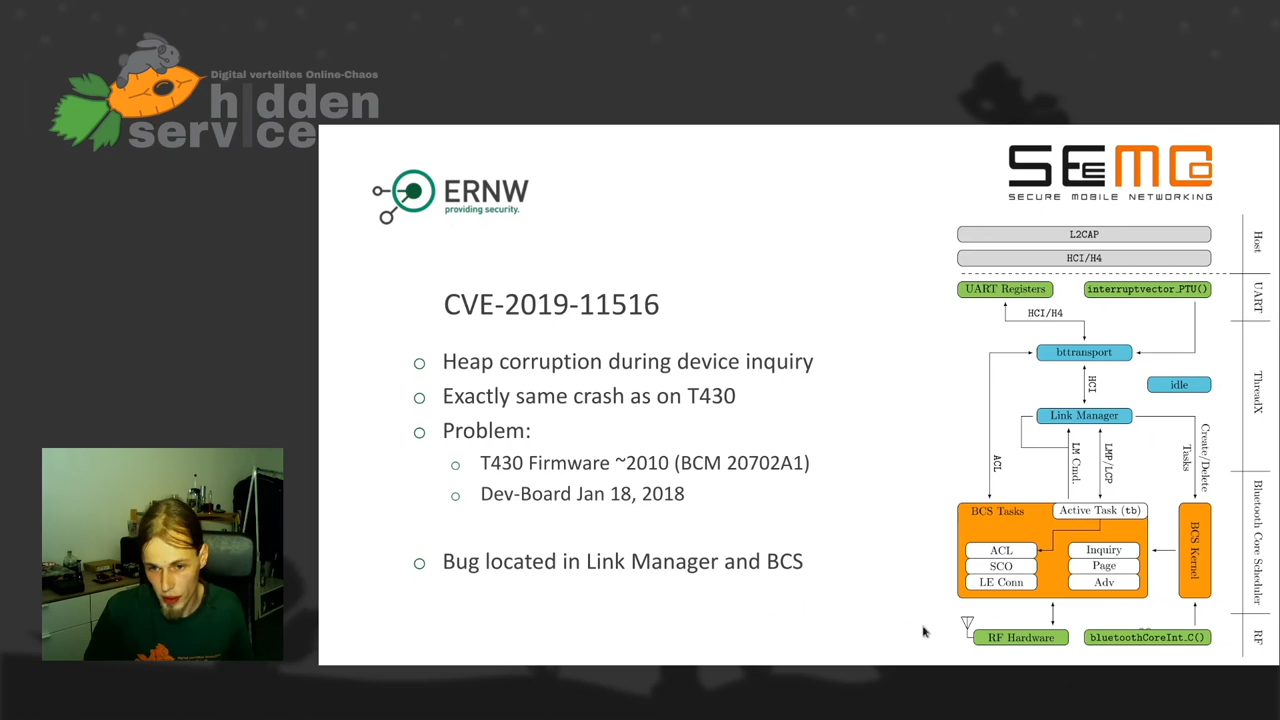 Digital verteiltes Online-Chaos
hidden
service
ERNW
providing security.
SEEMOO
SECURE MOBILE NETWORKING
CVE-2019-11516
Heap corruption during device inquiry
Exactly same crash as on T430
Problem:
T430 Firmware ~2010 (BCM 20702A1)
Dev-Board Jan 18, 2018
Bug located in Link Manager and BCS
L2CAP
HCI/H4
Host
UART Registers
interruptvector_PTU()
UART
HCI/H4
bttransport
HCI
idle
ThreadX
Link Manager
ACL
LM Cmd.
LMP/LCP
Create/Delete
Tasks
BCS Tasks
Active Task (tb)
ACL
SCO
LE Conn
Inquiry
Page
Adv
BCS Kernel
Bluetooth Core Scheduler
RF Hardware
bluetoothCoreInt_C()
RF